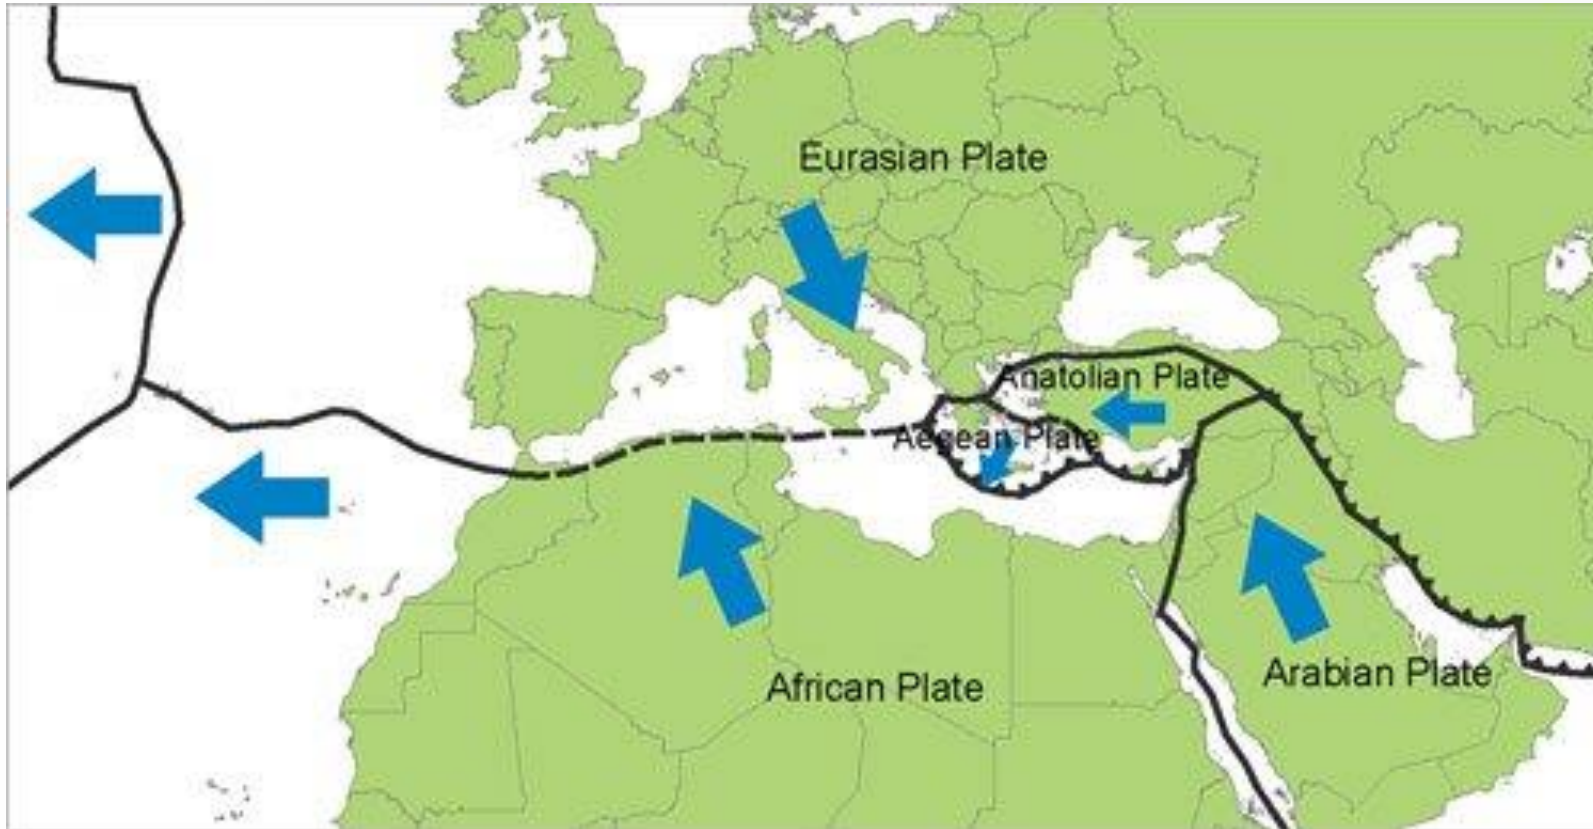 Eurasian Plate
Anatolian Plate
Aegean Plate
African Plate
Arabian Plate